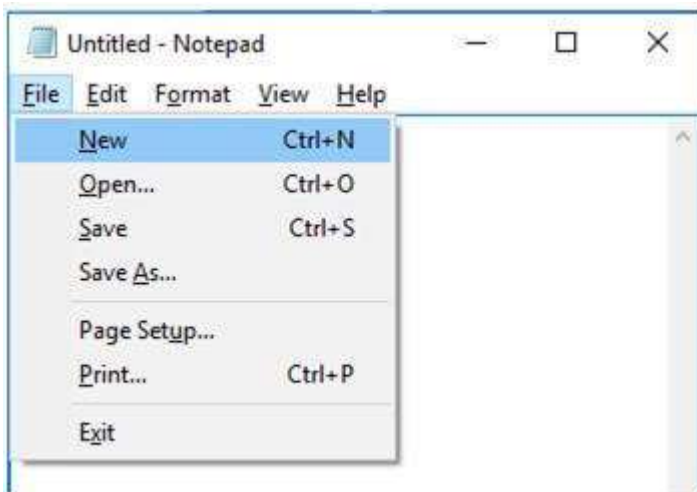 Untitled - Notepad
File Edit Format View Help
New Ctrl+N
Open... Ctrl+O
Save Ctrl+S
Save As...
Page Setup...
Print... Ctrl+P
Exit